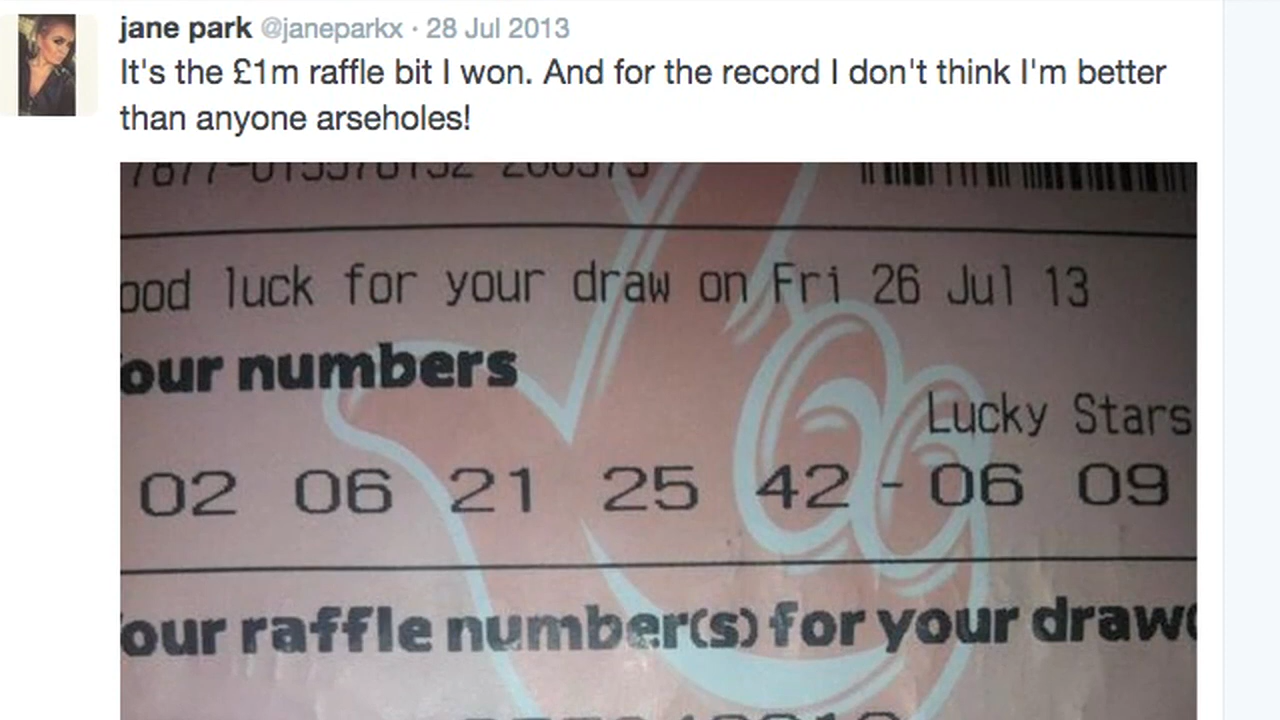 jane park @janeparkx · 28 Jul 2013
It's the £1m raffle bit I won. And for the record I don't think I'm better
than anyone arseholes!
ood luck for your draw on Fri 26 Jul 13
our numbers
Lucky Stars
02 06 21 25 42 - 06 09
our raffle number(s) for your draw